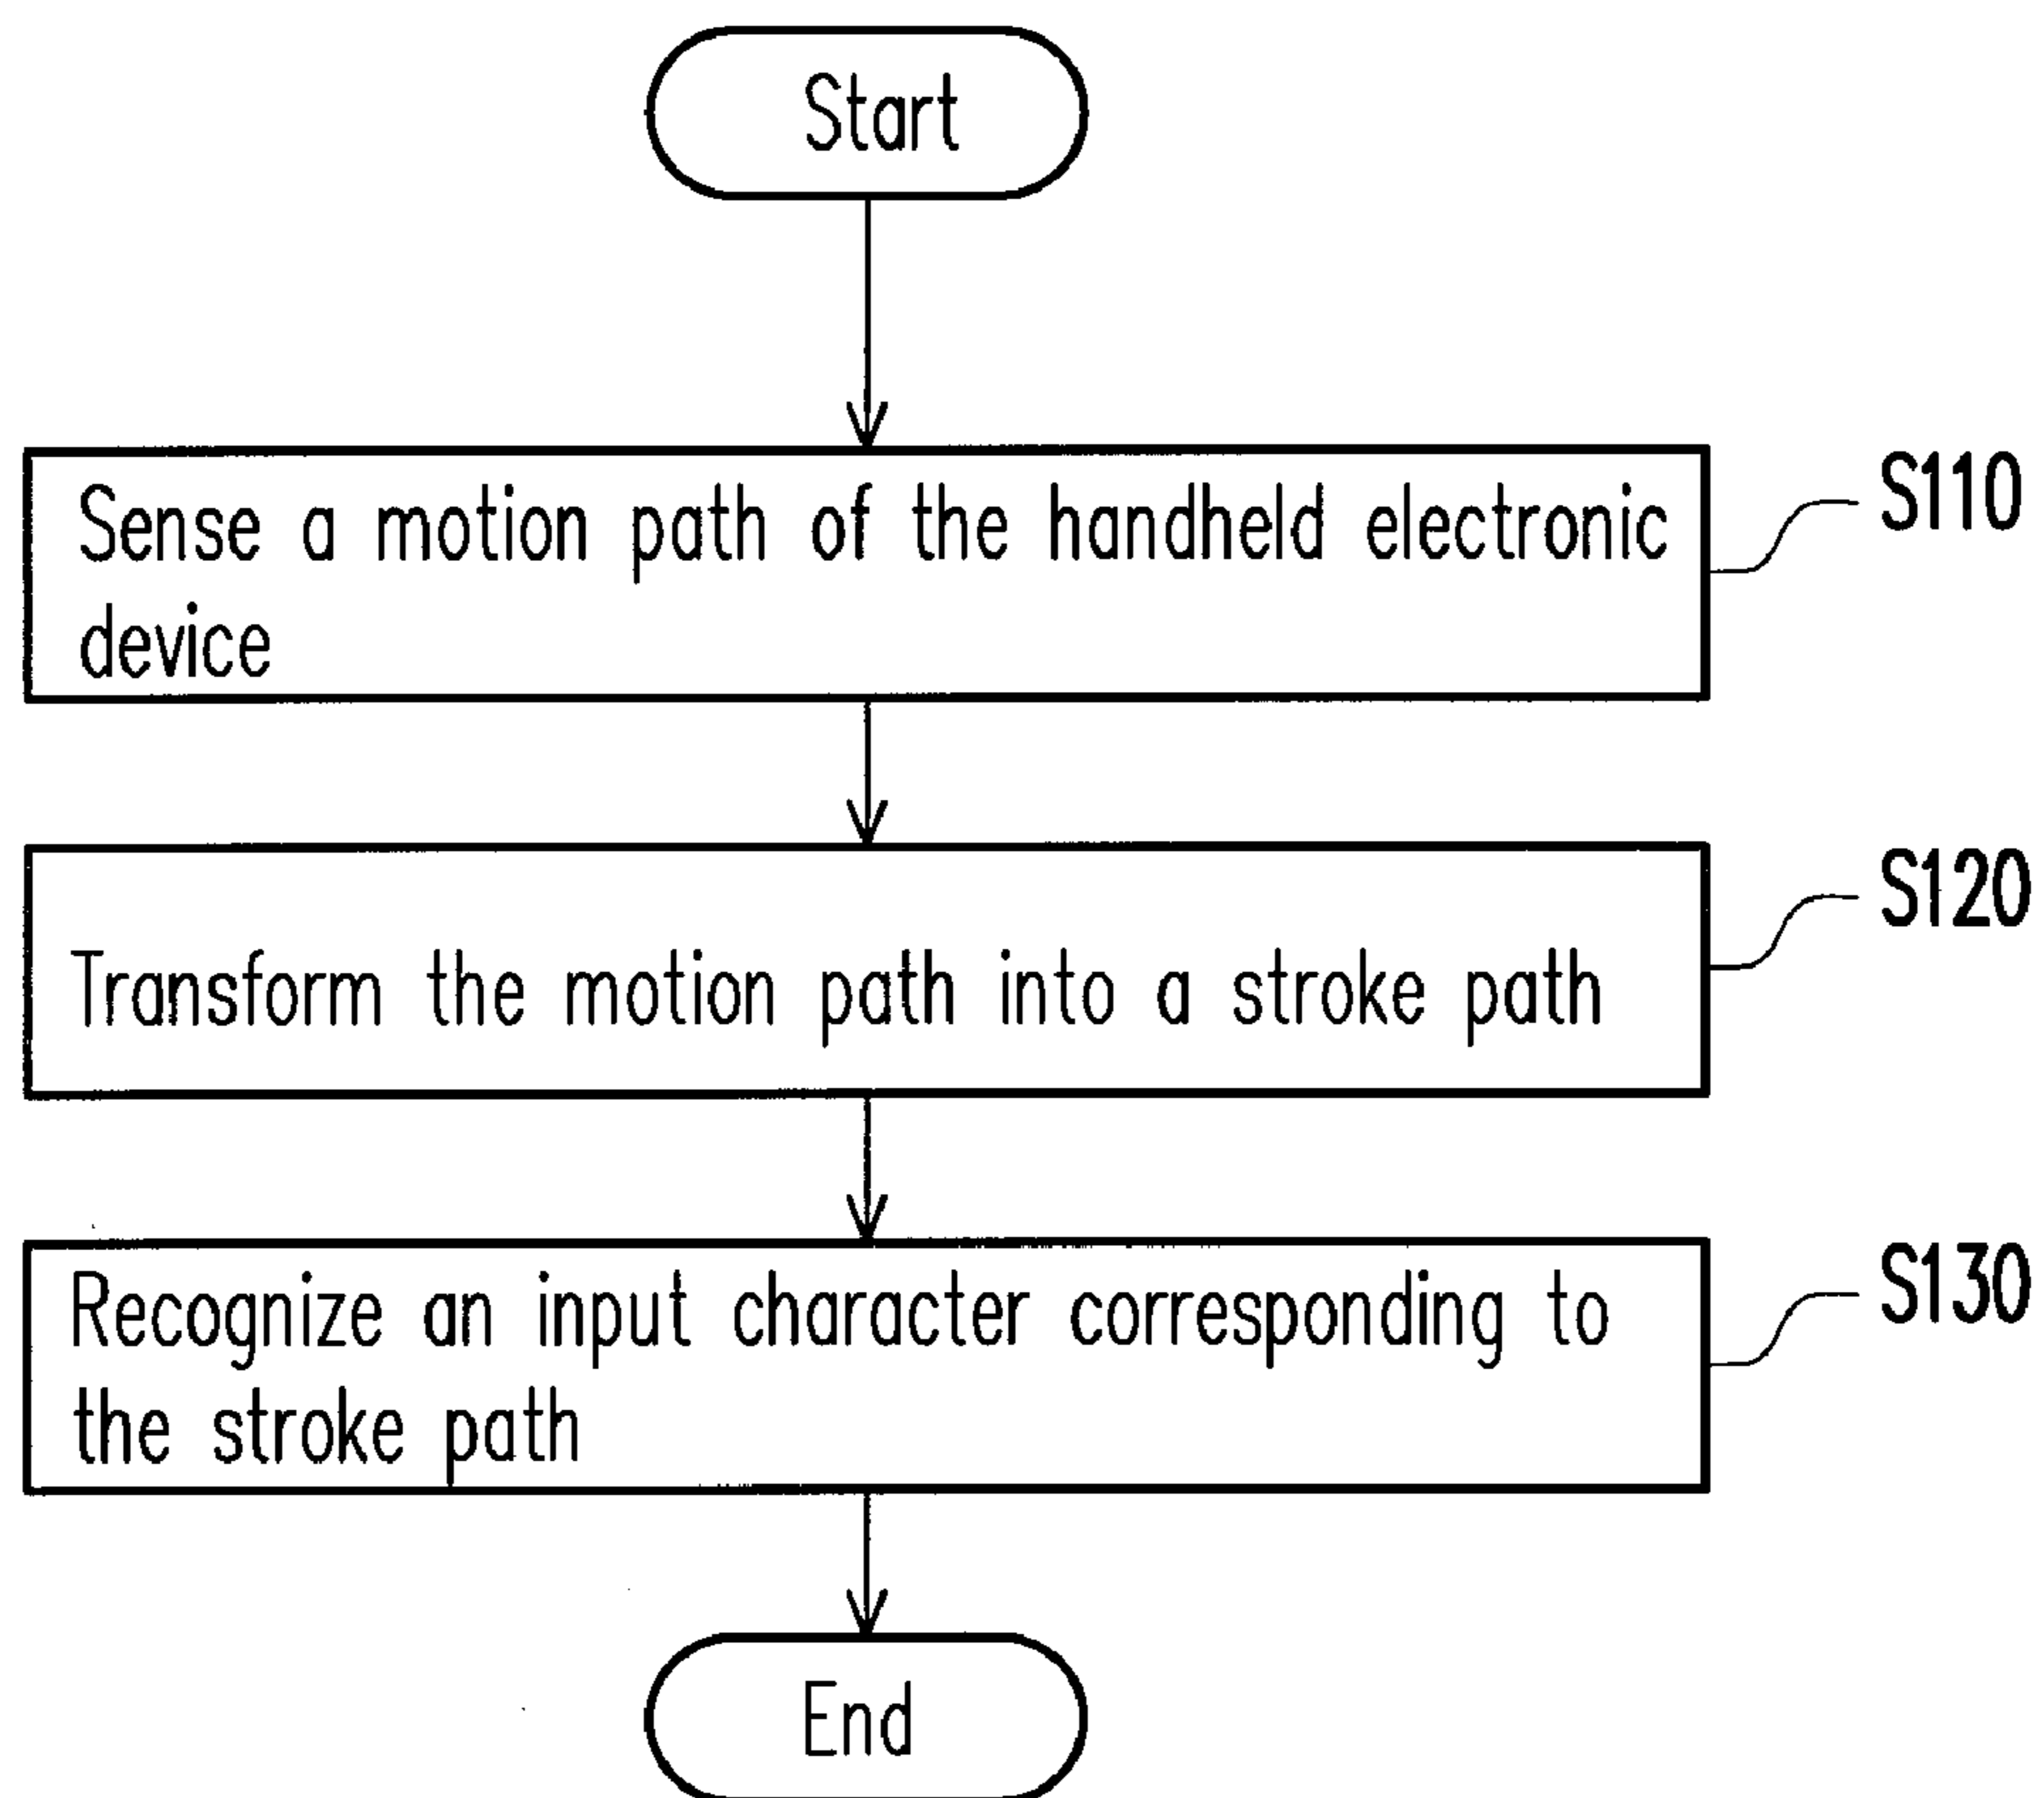 Start
Sense a motion path of the handheld electronic
device
S110
Transform the motion path into a stroke path
S120
Recognize an input character corresponding to
the stroke path
S130
End